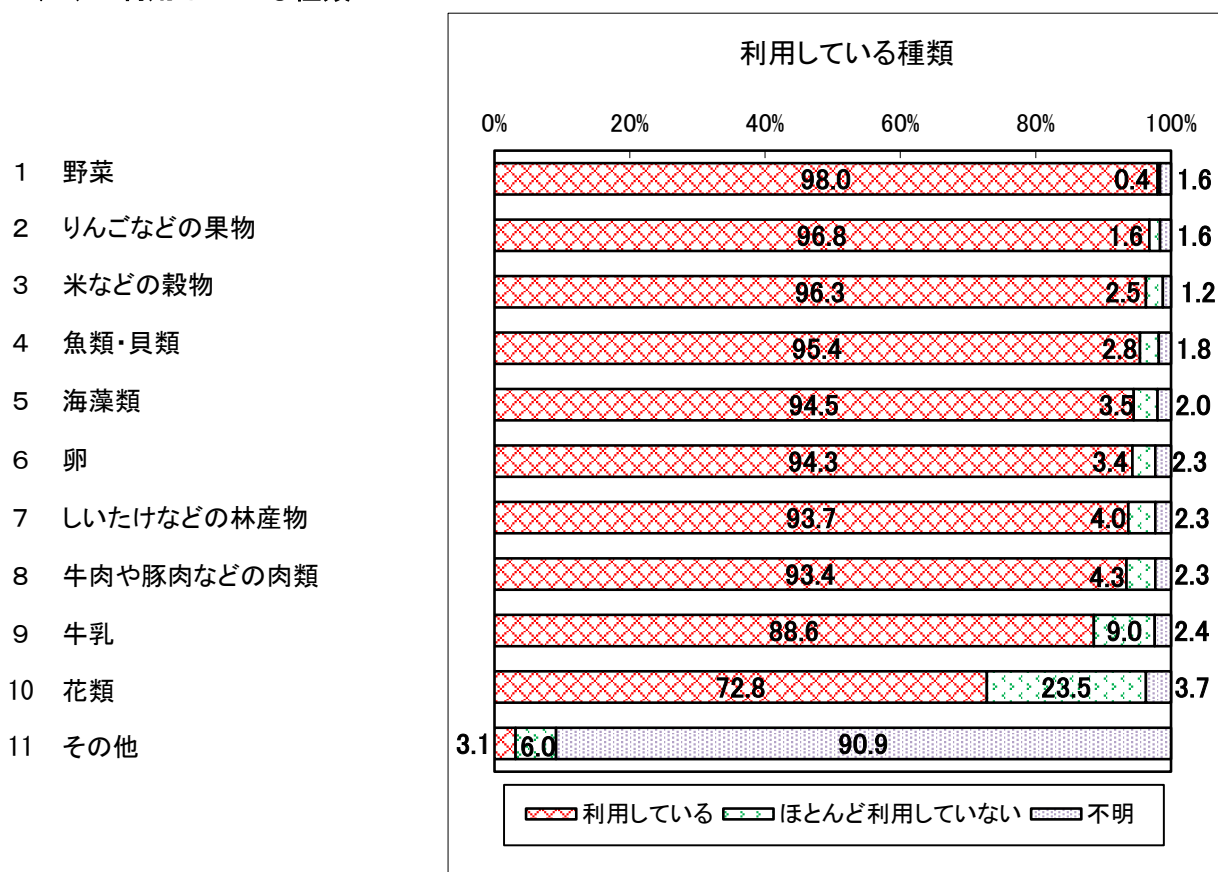 利用している種類
0% 20% 40% 60% 80% 100%
1 野菜 98.0 0.4 1.6
2 りんごなどの果物 96.8 1.6 1.6
3 米などの穀物 96.3 2.5 1.2
4 魚類・貝類 95.4 2.8 1.8
5 海藻類 94.5 3.5 2.0
6 卵 94.3 3.4 2.3
7 しいたけなどの林産物 93.7 4.0 2.3
8 牛肉や豚肉などの肉類 93.4 4.3 2.3
9 牛乳 88.6 9.0 2.4
10 花類 72.8 23.5 3.7
11 その他 3.1 6.0 90.9
利用している ほとんど利用していない 不明